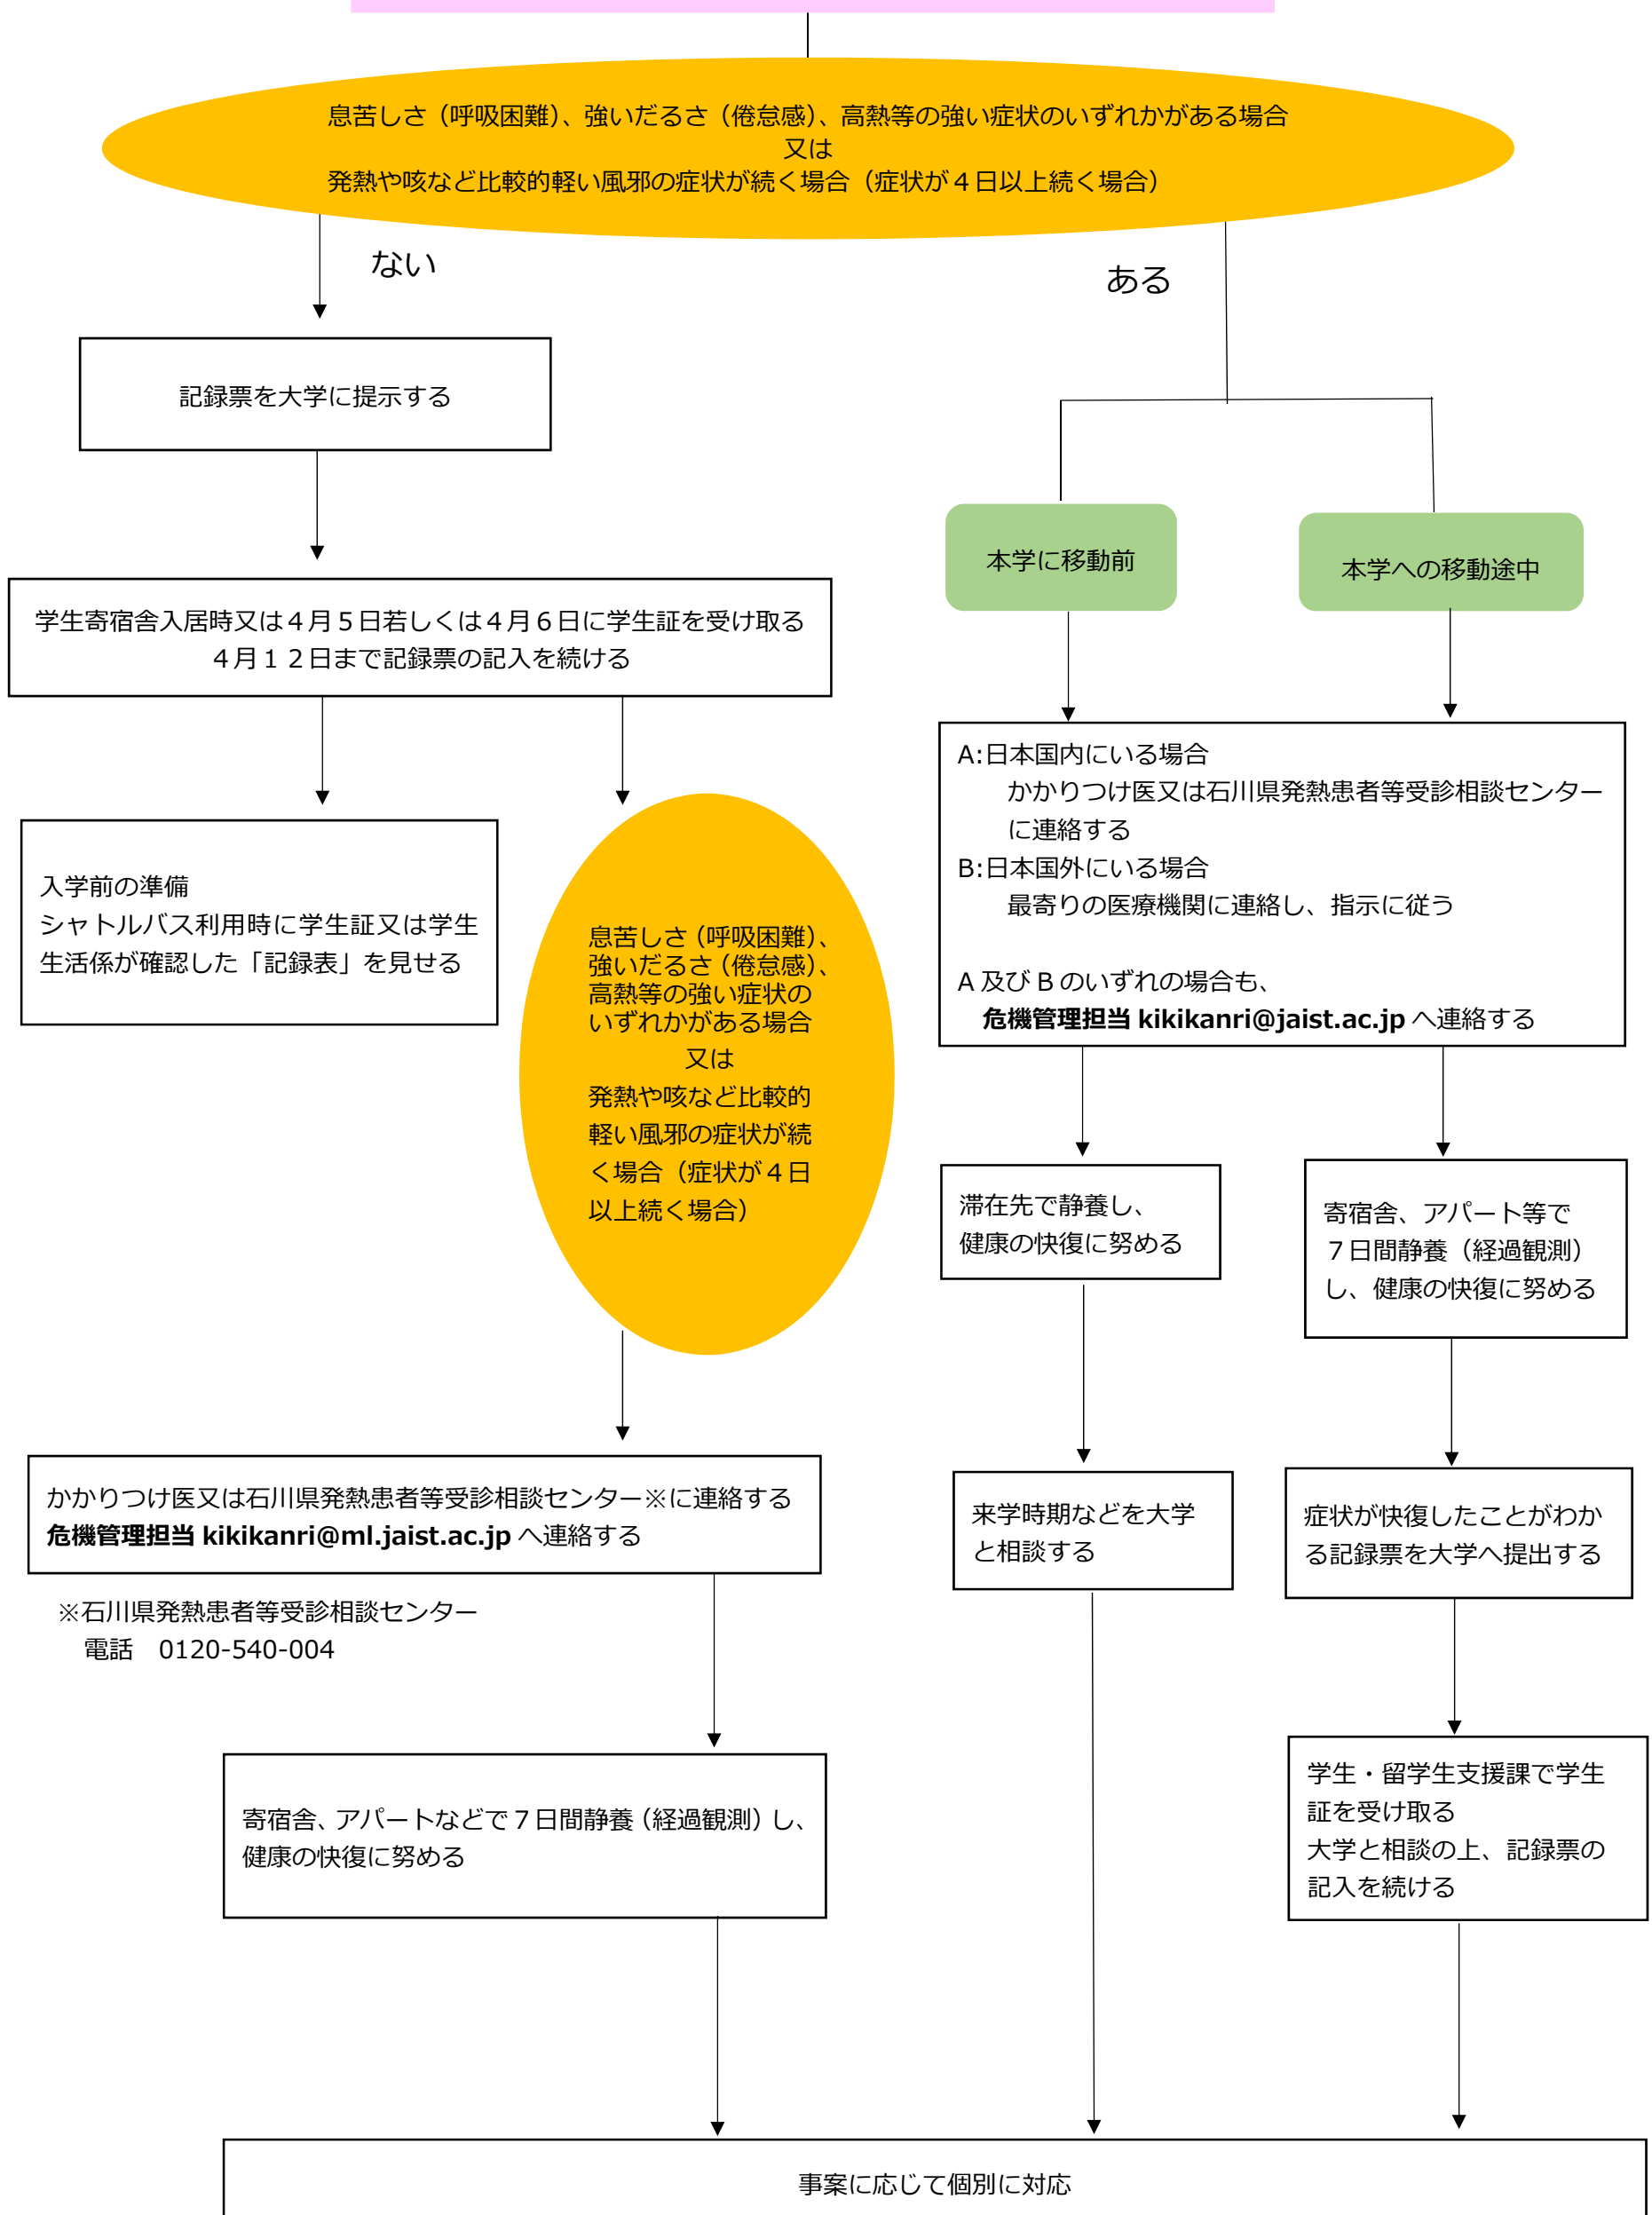 息苦しさ（呼吸困難）、強いだるさ（倦怠感）、高熱等の強い症状のいずれかがある場合
又は
発熱や咳など比較的軽い風邪の症状が続く場合（症状が４日以上続く場合）
ない
ある
記録票を大学に提示する
本学に移動前
本学への移動途中
学生寄宿舎入居時又は４月５日若しくは４月６日に学生証を受け取る
４月１２日まで記録票の記入を続ける
A:日本国内にいる場合
かかりつけ医又は石川県発熱患者等受診相談センター
に連絡する
B:日本国外にいる場合
最寄りの医療機関に連絡し、指示に従う
A 及び B のいずれの場合も、
危機管理担当 kikikanri@jaist.ac.jp へ連絡する
入学前の準備
シャトルバス利用時に学生証又は学生
生活係が確認した「記録表」を見せる
息苦しさ（呼吸困難）、
強いだるさ（倦怠感）、
高熱等の強い症状の
いずれかがある場合
又は
発熱や咳など比較的
軽い風邪の症状が続
く場合（症状が４日
以上続く場合）
滞在先で静養し、
健康の快復に努める
寄宿舎、アパート等で
７日間静養（経過観測）
し、健康の快復に努める
かかりつけ医又は石川県発熱患者等受診相談センター※に連絡する
危機管理担当 kikikanri@ml.jaist.ac.jp へ連絡する
※石川県発熱患者等受診相談センター
電話　0120-540-004
来学時期などを大学
と相談する
症状が快復したことがわか
る記録票を大学へ提出する
寄宿舎、アパートなどで７日間静養（経過観測）し、
健康の快復に努める
学生・留学生支援課で学生
証を受け取る
大学と相談の上、記録票の
記入を続ける
事案に応じて個別に対応